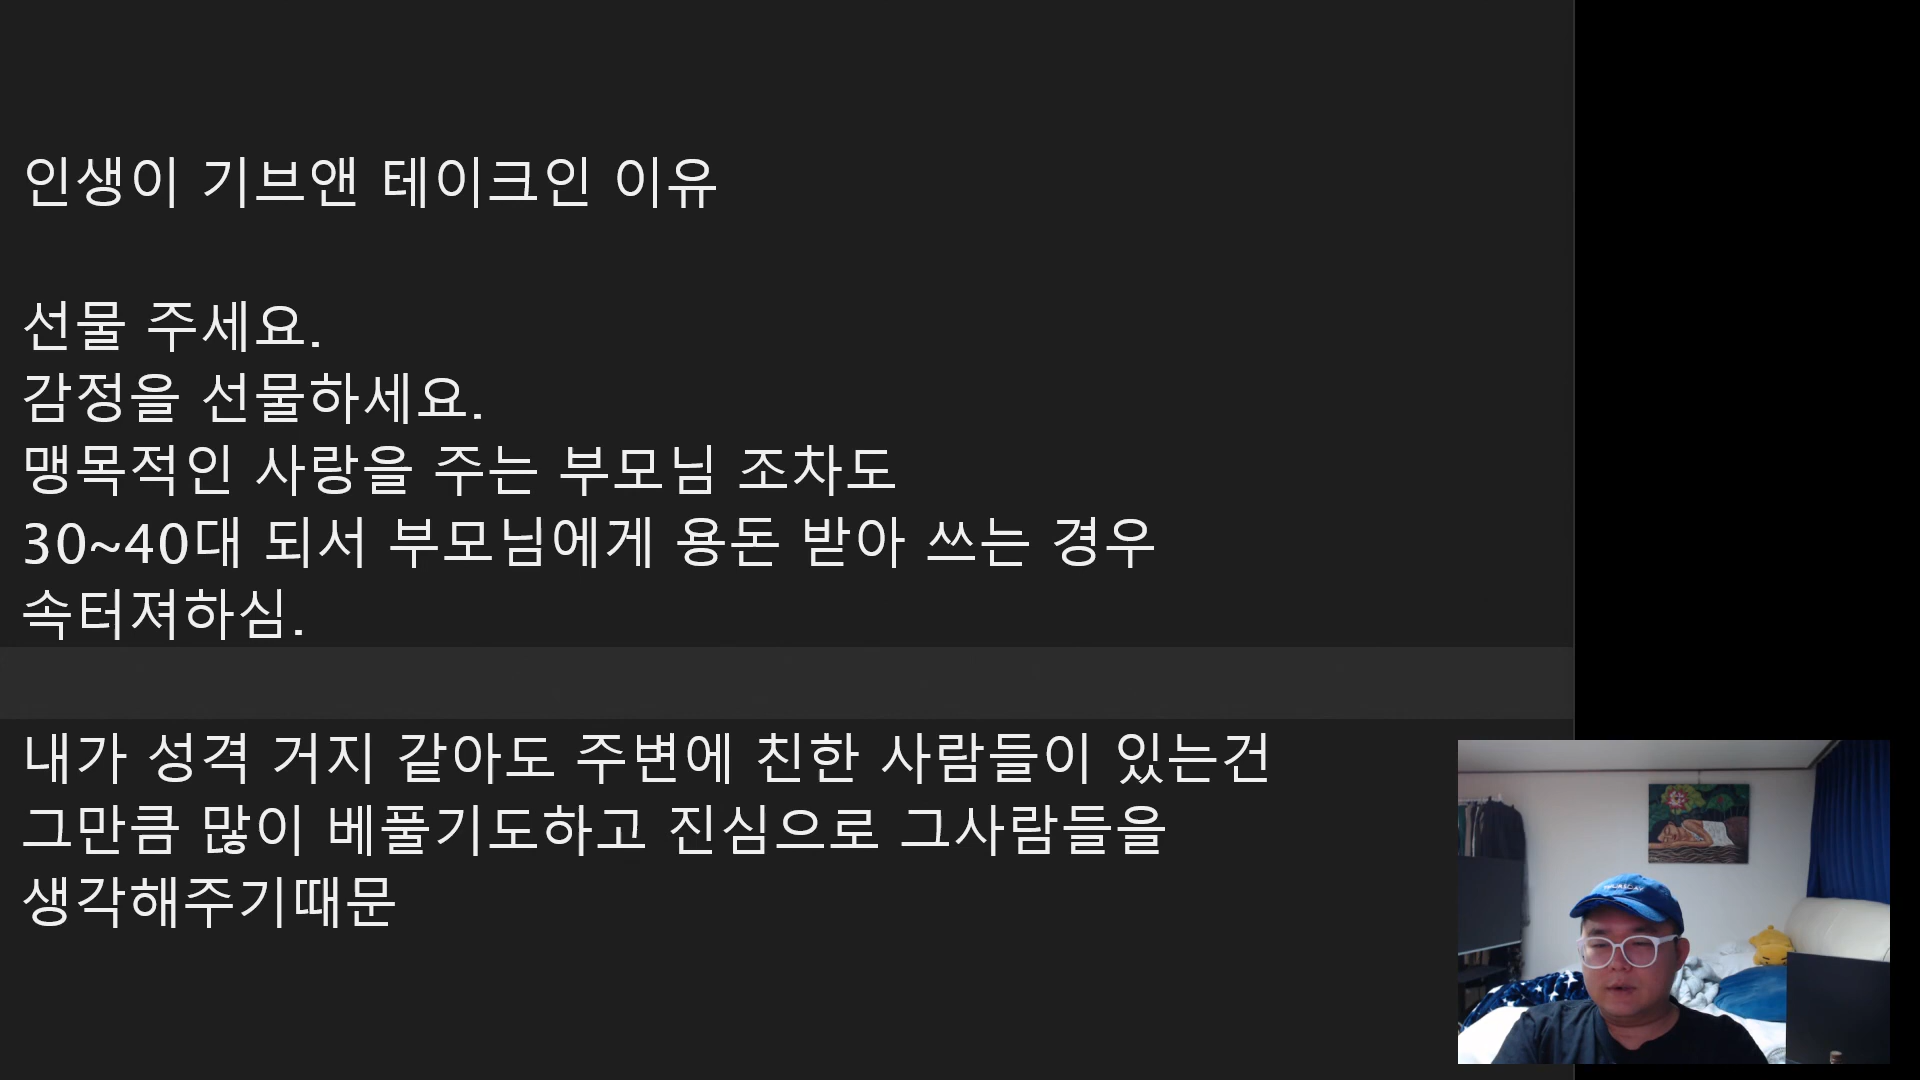 인생이 기브앤 테이크인 이유
선물 주세요.
감정을 선물하세요.
맹목적인 사랑을 주는 부모님 조차도
30~40대 되서 부모님에게 용돈 받아 쓰는 경우
속터져하심.
내가 성격 거지 같아도 주변에 친한 사람들이 있는건
그만큼 많이 베풀기도하고 진심으로 그사람들을
생각해주기때문